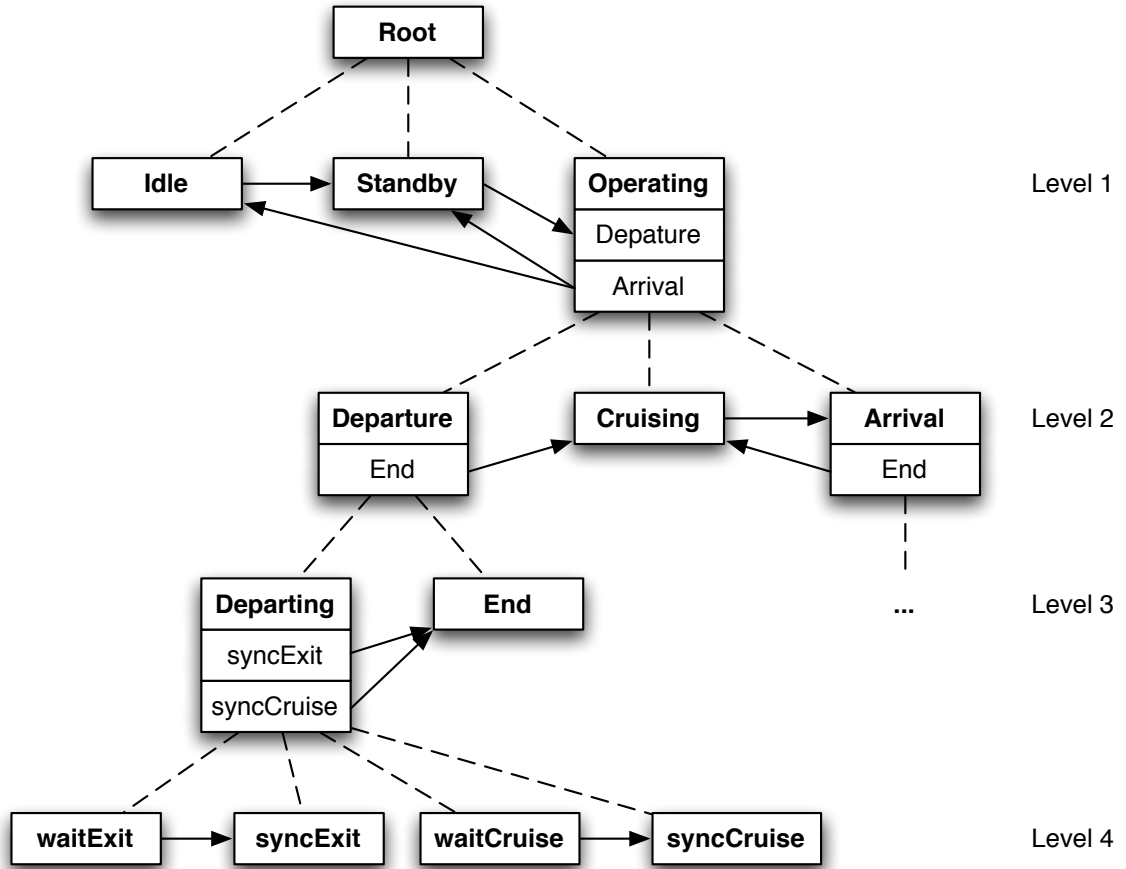 Root
Idle
Standby
Operating
Level 1
Depature
Arrival
Departure
Cruising
Arrival
Level 2
End
End
Departing
End
...
Level 3
syncExit
syncCruise
waitExit
syncExit
waitCruise
syncCruise
Level 4